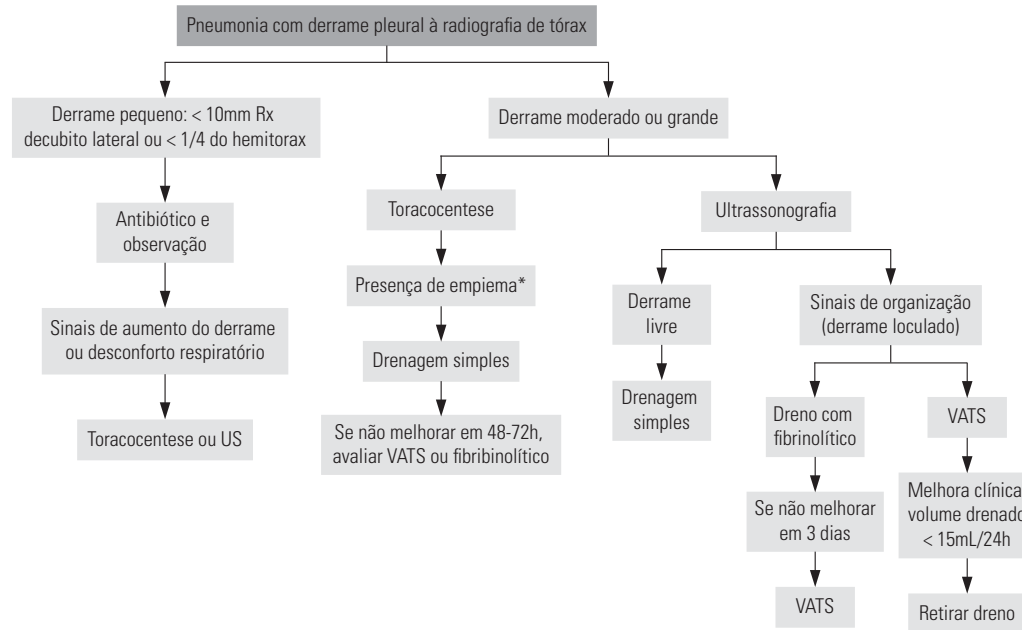 Pneumonia com derrame pleural à radiografia de tórax
Derrame pequeno: < 10mm Rx
decubito lateral ou < 1/4 do hemitorax
Derrame moderado ou grande
Antibiótico e
observação
Toracocentese
Ultrassonografia
Sinais de aumento do derrame
ou desconforto respiratório
Presença de empiema*
Derrame
livre
Sinais de organização
(derrame loculado)
Toracocentese ou US
Drenagem simples
Drenagem
simples
Dreno com
fibrinolítico
VATS
Se não melhorar em 48-72h,
avaliar VATS ou fibribinolítico
Se não melhorar
em 3 dias
Melhora clínica
volume drenado
< 15mL/24h
VATS
Retirar dreno